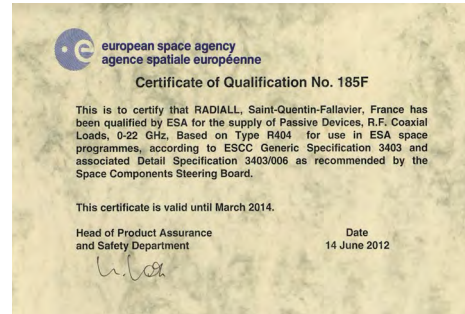 european space agency
agence spatiale européenne
Certificate of Qualification No. 185F
This is to certify that RADIALL, Saint-Quentin-Fallavier, France has
been qualified by ESA for the supply of Passive Devices, R.F. Coaxial
Loads, 0-22 GHz, Based on Type R404 for use in ESA space
programmes, according to ESCC Generic Specification 3403 and
associated Detail Specification 3403/006 as recommended by the
Space Components Steering Board.
This certificate is valid until March 2014.
Head of Product Assurance
and Safety Department
Date
14 June 2012